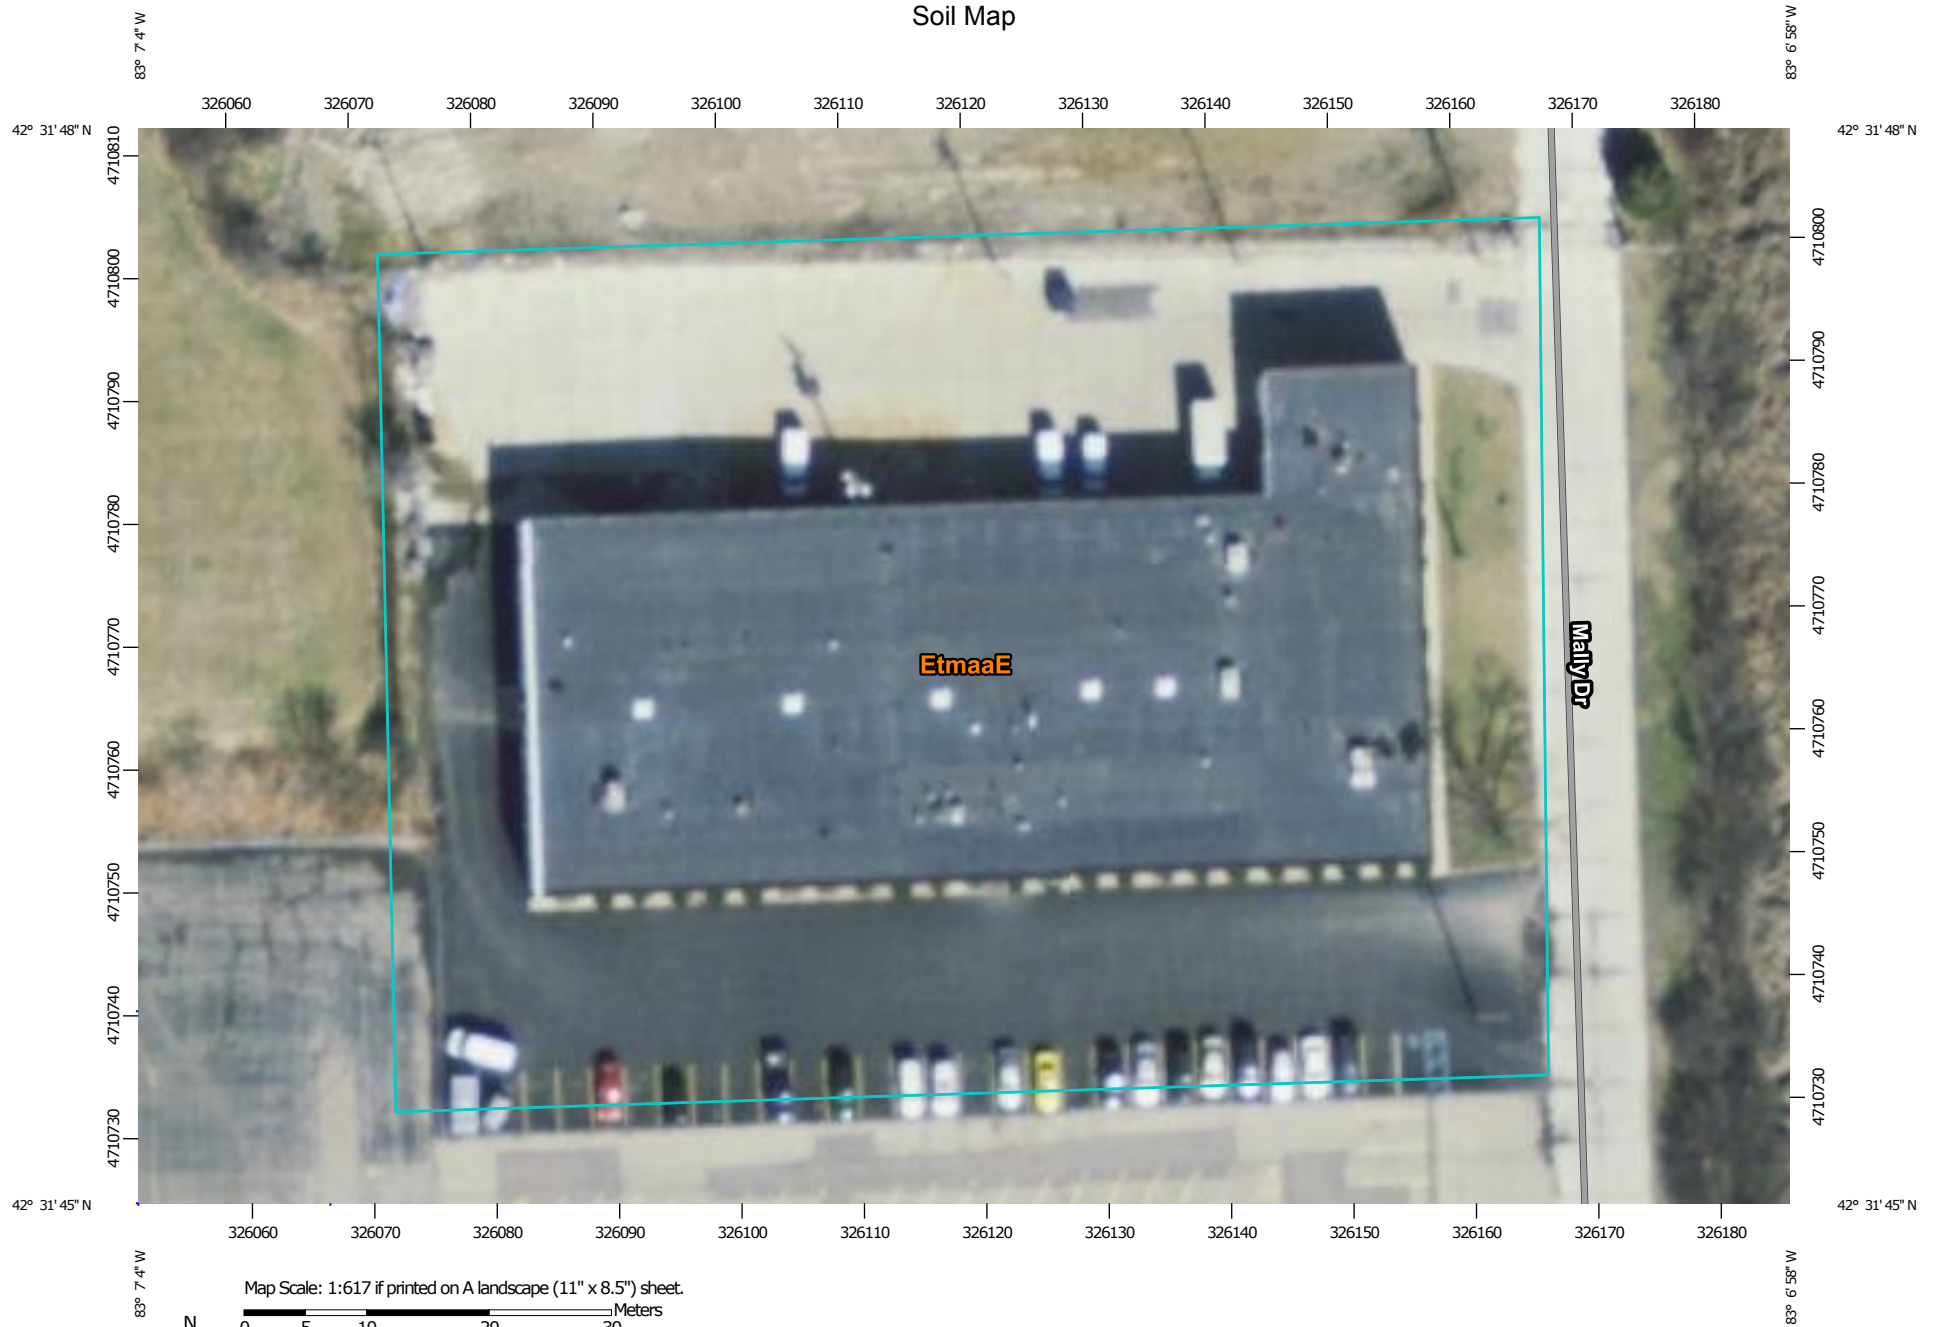 Soil Map
83° 7' 4" W
83° 6' 58" W
326060 326070 326080 326090 326100 326110 326120 326130 326140 326150 326160 326170 326180
42° 31' 48" N
42° 31' 48" N
4710810
4710800
4710790
4710780
4710770
4710760
4710750
4710740
4710730
EtmaaE
Mally Dr
4710800
4710790
4710780
4710770
4710760
4710750
4710740
4710730
42° 31' 45" N
42° 31' 45" N
326060 326070 326080 326090 326100 326110 326120 326130 326140 326150 326160 326170 326180
83° 7' 4" W
83° 6' 58" W
Map Scale: 1:617 if printed on A landscape (11" x 8.5") sheet.
Meters
N 0 5 10 20 30